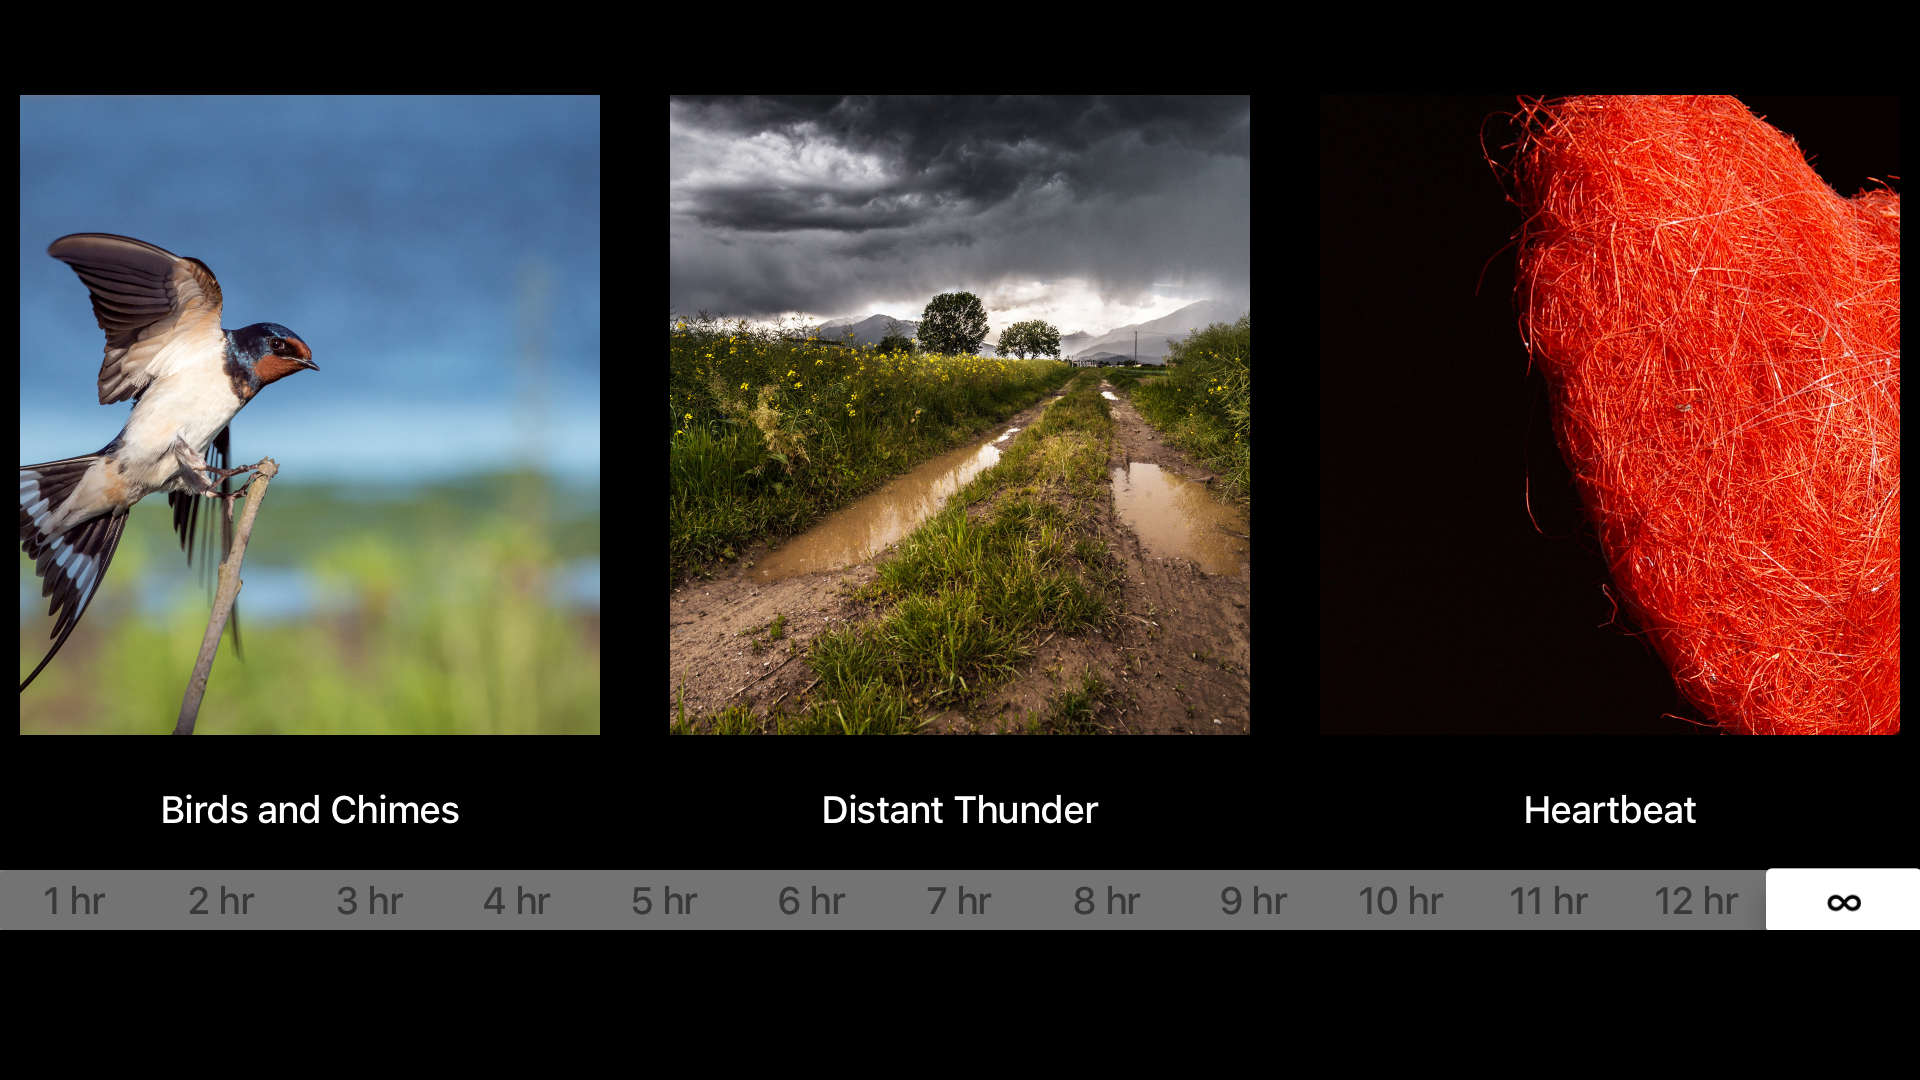 Birds and Chimes
Distant Thunder
Heartbeat
1 hr 2 hr 3 hr 4 hr 5 hr 6 hr 7 hr 8 hr 9 hr 10 hr 11 hr 12 hr ∞